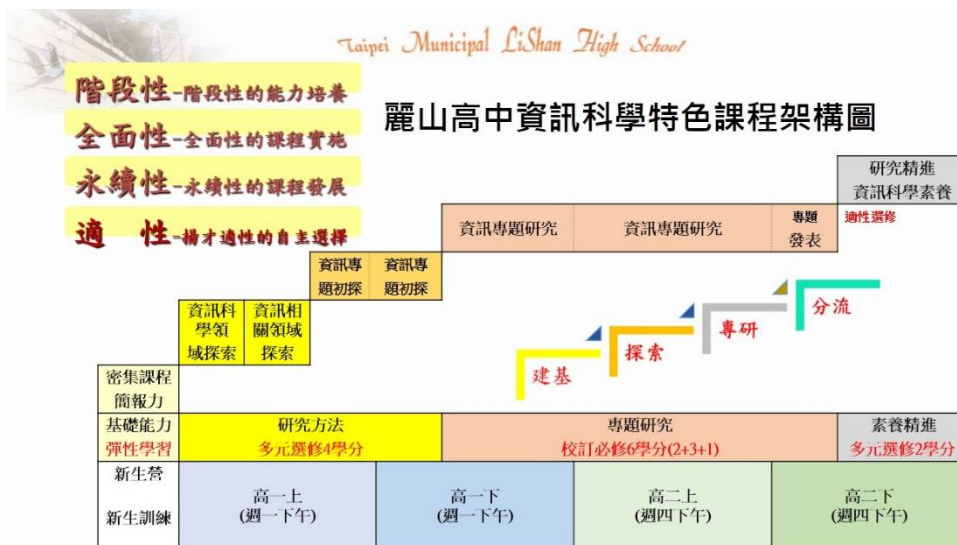 Taipei Municipal LiShan High School
階段性-階段性的能力培養
全面性-全面性的課程實施
永續性-永續性的課程發展
適 性-揚才適性的自主選擇
麗山高中資訊科學特色課程架構圖
研究精進
資訊科學素養
資訊專題研究
資訊專題研究
專題
發表
適性選修
資訊專
題初探
資訊專
題初探
資訊科
學領
域探索
資訊相
關領域
探索
建基
探索
專研
分流
密集課程
簡報力
基礎能力
彈性學習
研究方法
多元選修4學分
專題研究
校訂必修6學分(2+3+1)
素養精進
多元選修2學分
新生營
新生訓練
高一上
(週一下午)
高一下
(週一下午)
高二上
(週四下午)
高二下
(週四下午)